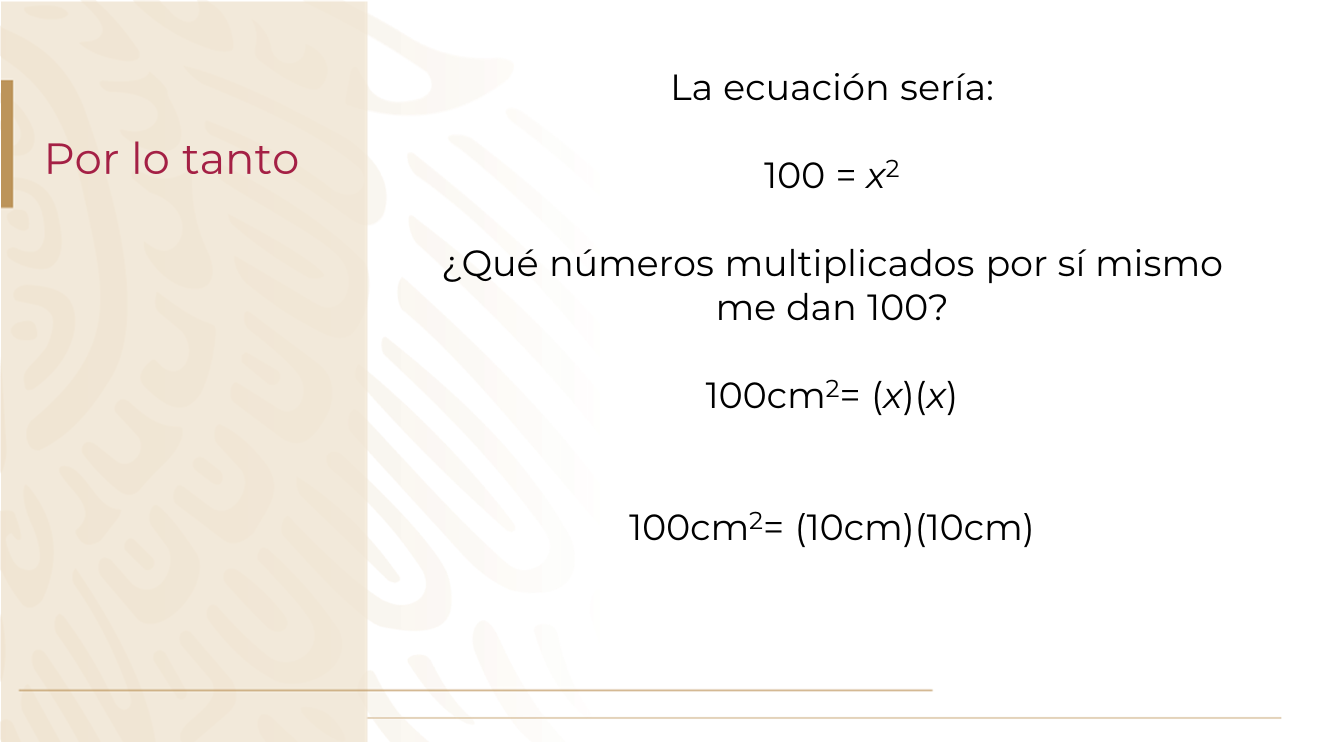 Por lo tanto
La ecuación sería:
100 = x²
¿Qué números multiplicados por sí mismo
me dan 100?
100cm²= (x)(x)
100cm²= (10cm)(10cm)